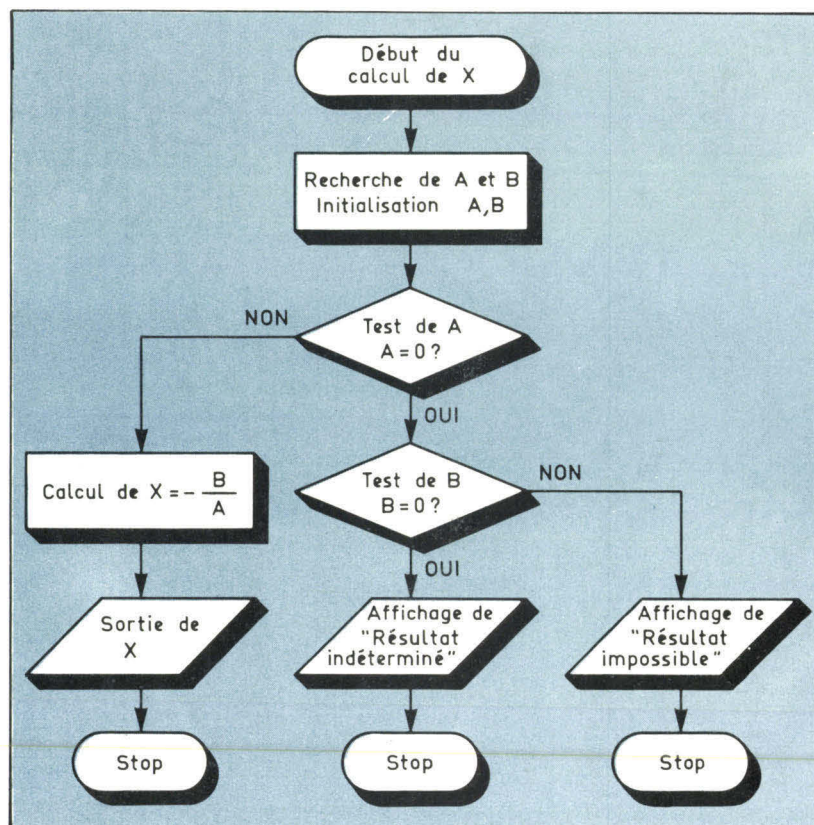 Début du
calcul de X
Recherche de A et B
Initialisation A,B
Test de A
A = 0 ?
NON
OUI
Calcul de X = - B/A
Test de B
B = 0 ?
NON
OUI
Sortie de
X
Affichage de
"Résultat
indéterminé"
Affichage de
"Résultat
impossible"
Stop
Stop
Stop